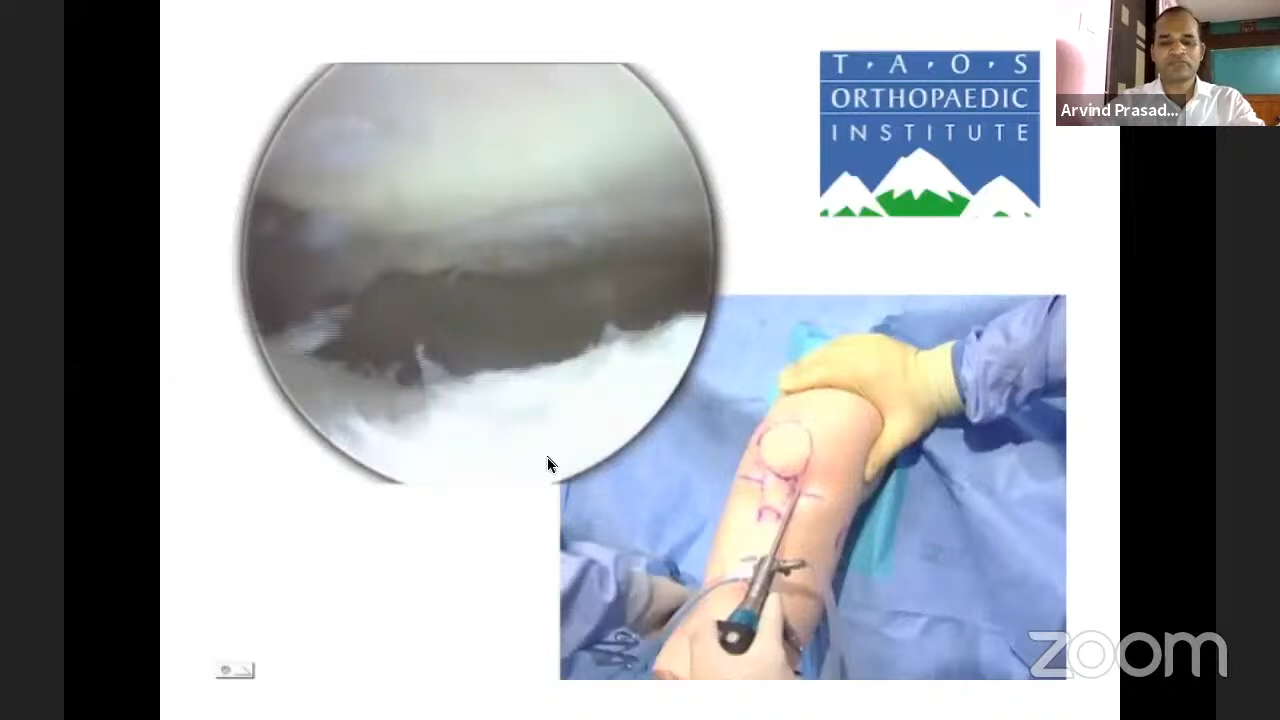 T · A · O · S
ORTHOPAEDIC
INSTITUTE
Arvind Prasad...
zoom